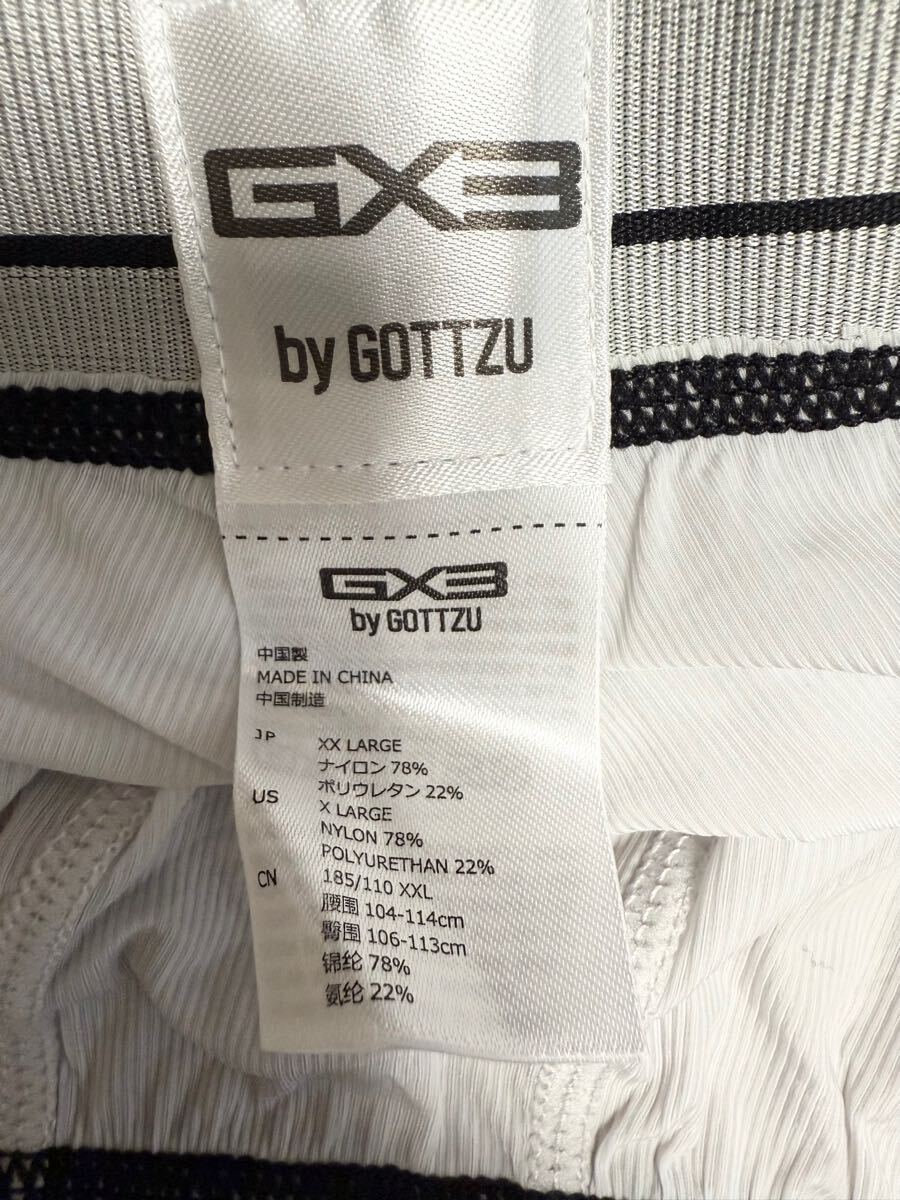 GX3
by GOTTZU
GX3
by GOTTZU
中国製
MADE IN CHINA
中国制造
JP XX LARGE
ナイロン 78%
ポリウレタン 22%
US X LARGE
NYLON 78%
POLYURETHAN 22%
CN 185/110 XXL
腰围 104-114cm
臀围 106-113cm
锦纶 78%
氨纶 22%